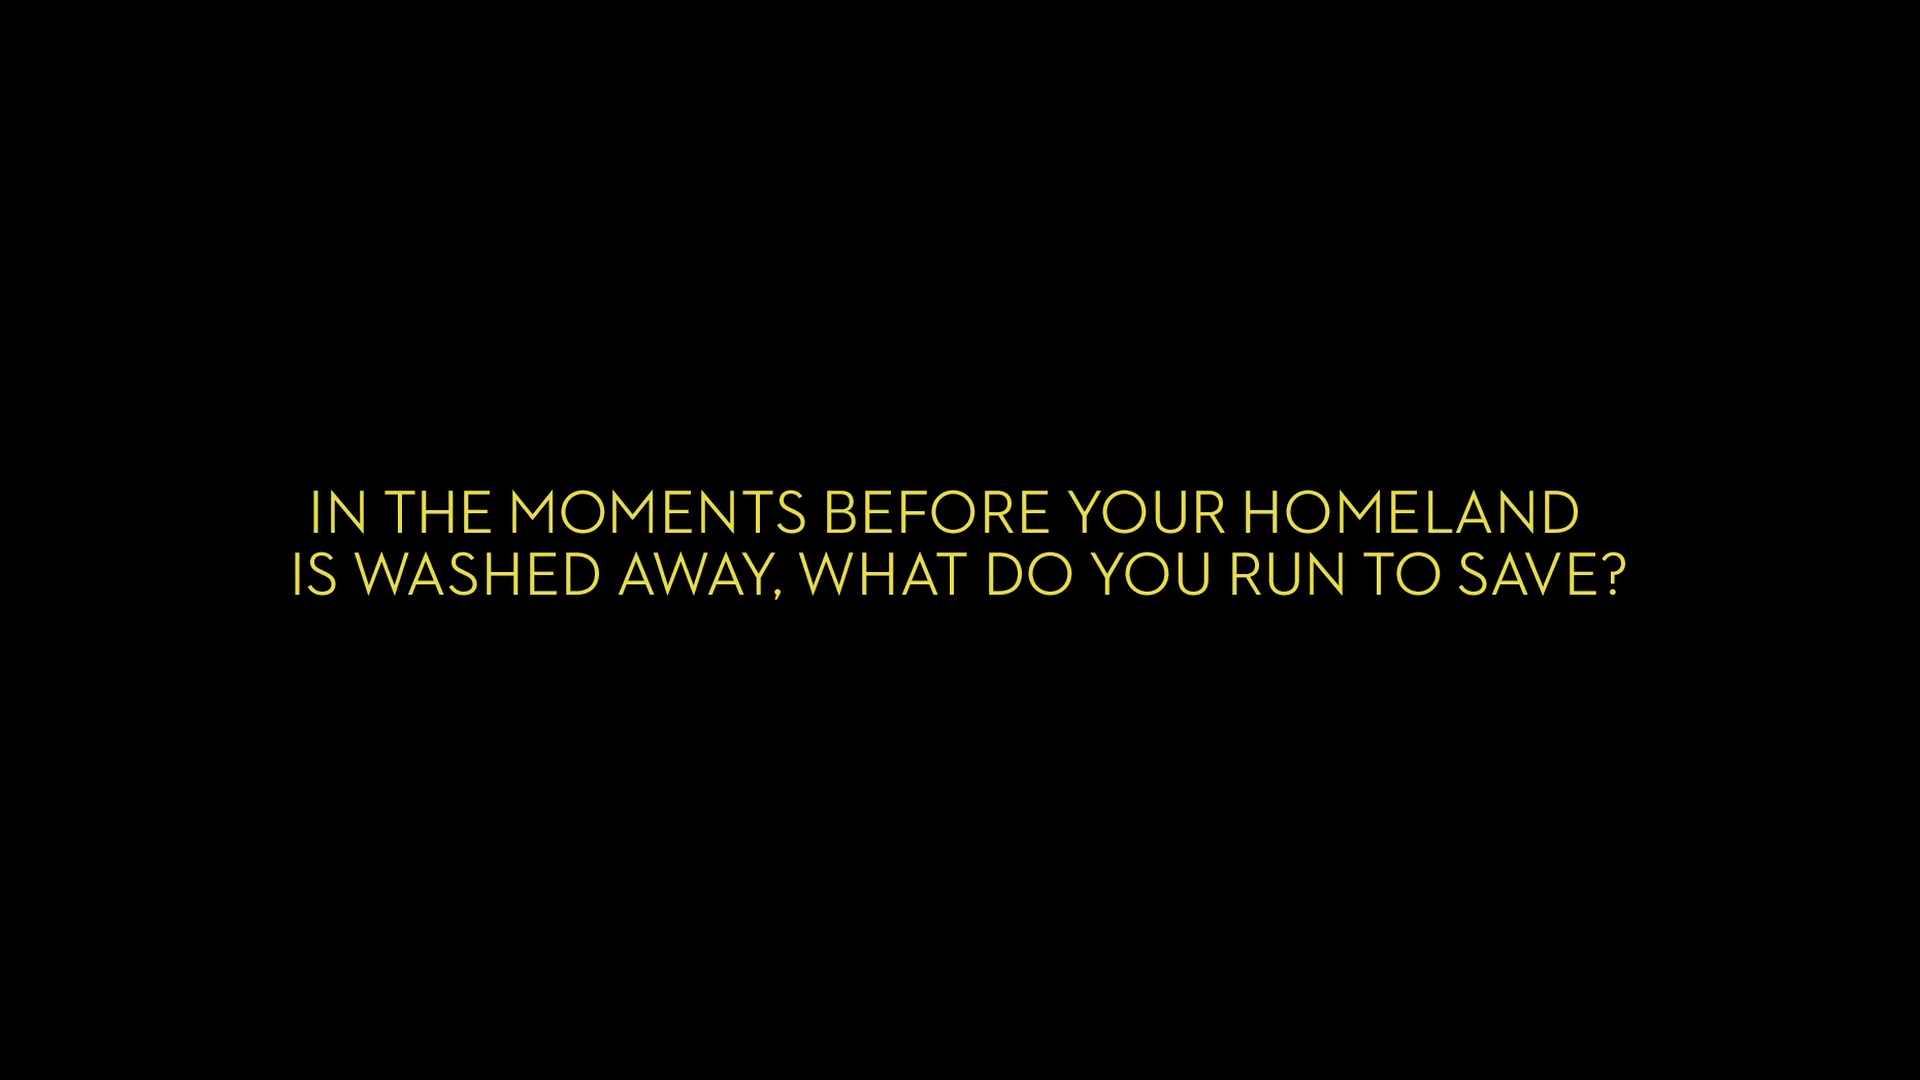 IN THE MOMENTS BEFORE YOUR HOMELAND
IS WASHED AWAY, WHAT DO YOU RUN TO SAVE?